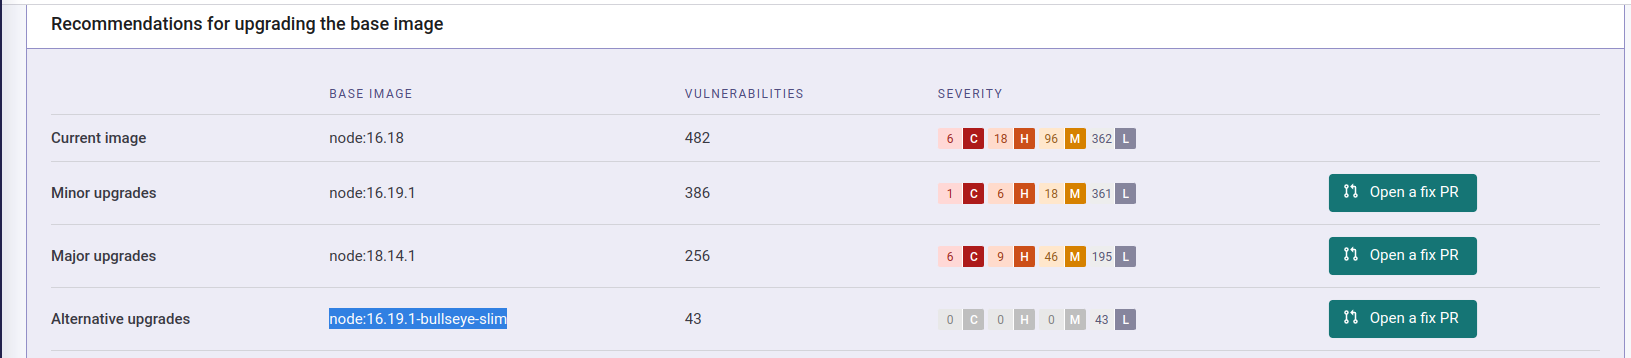 Recommendations for upgrading the base image
BASE IMAGE VULNERABILITIES SEVERITY
Current image node:16.18 482 6 C 18 H 96 M 362 L
Minor upgrades node:16.19.1 386 1 C 6 H 18 M 361 L Open a fix PR
Major upgrades node:18.14.1 256 6 C 9 H 46 M 195 L Open a fix PR
Alternative upgrades node:16.19.1-bullseye-slim 43 0 C 0 H 0 M 43 L Open a fix PR